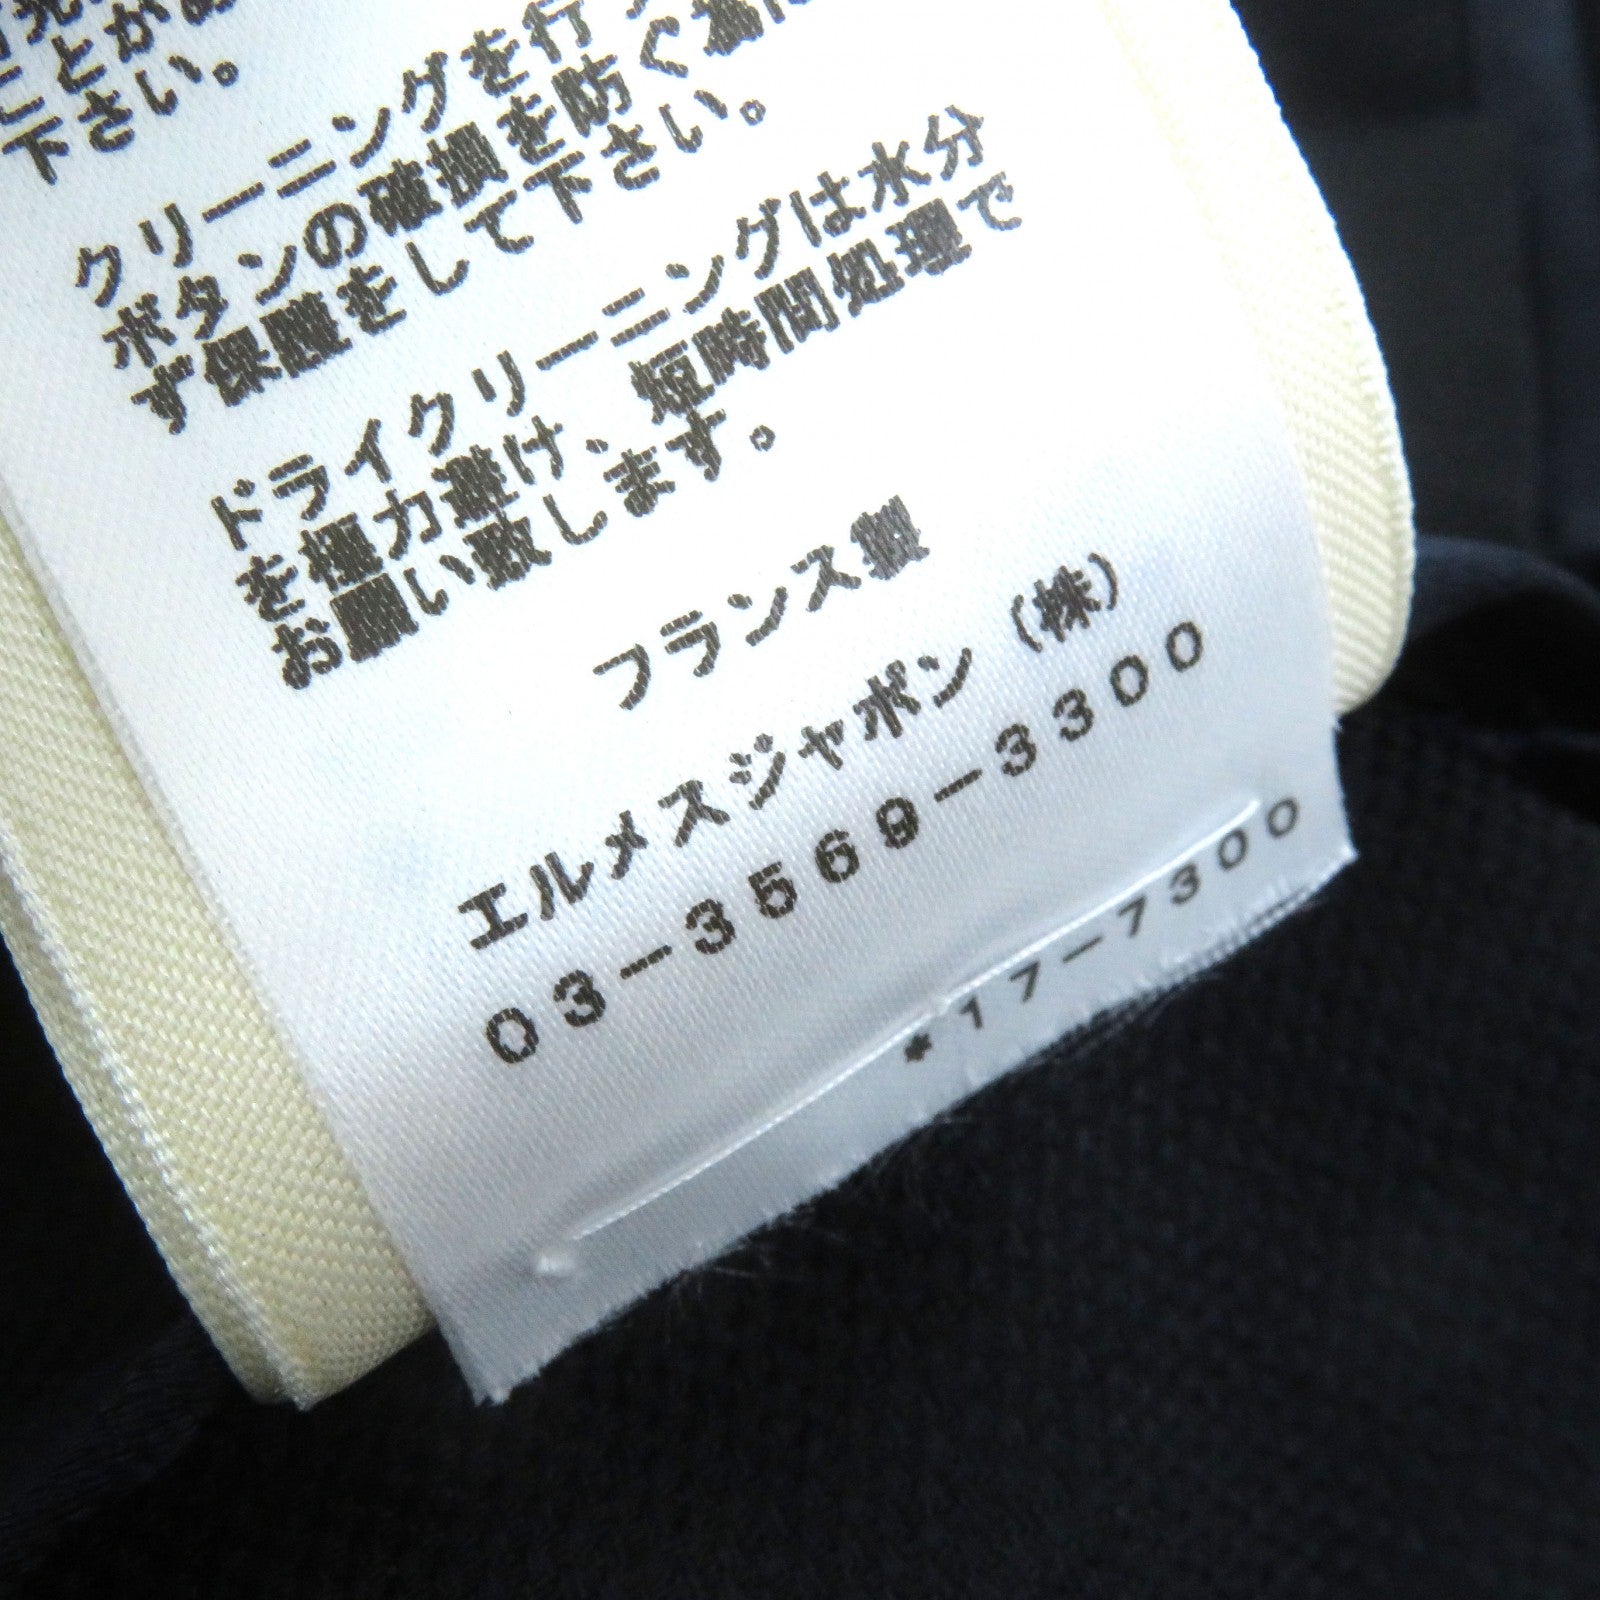 とがあ
下さい。
クリーニングを行
ボタンの破損を防ぐ為
ず保護をして下さい。
ドライクリーニングは水分
を極力避け、短時間処理で
お願い致します。
フランス製
エルメスジャポン（株）
03-3569-3300
*17-7300